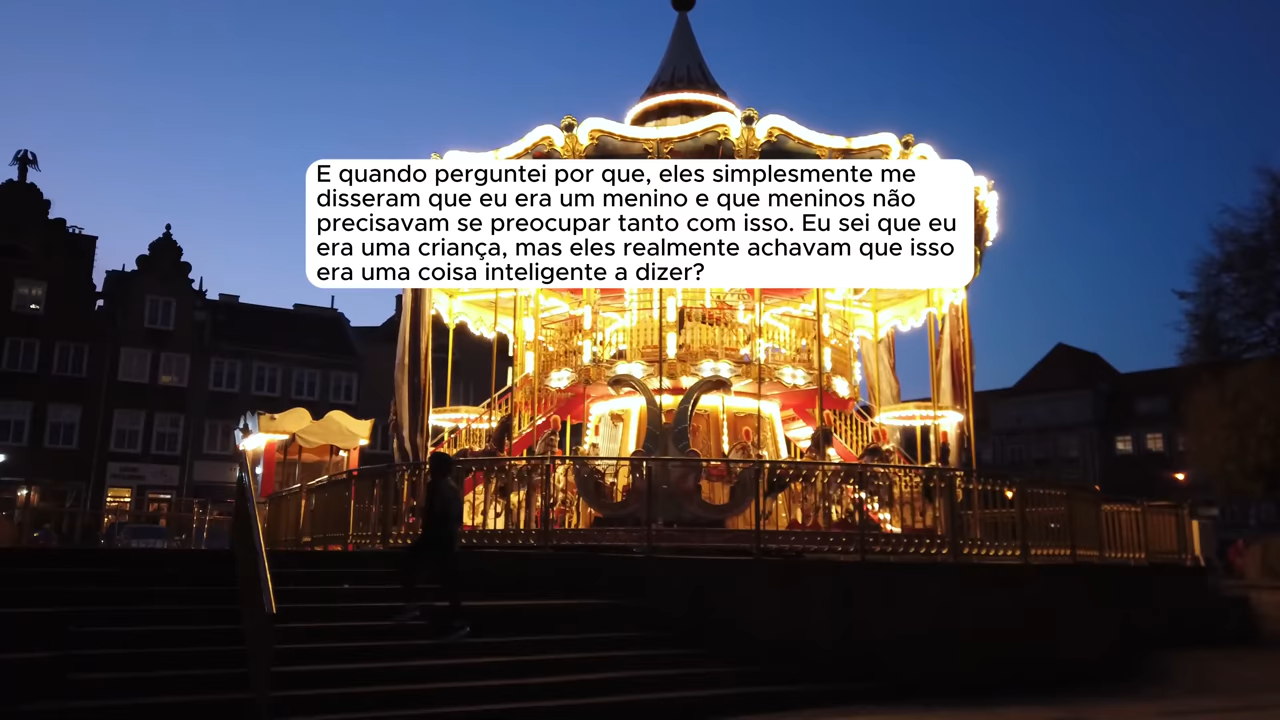 E quando perguntei por que, eles simplesmente me
disseram que eu era um menino e que meninos não
precisavam se preocupar tanto com isso. Eu sei que eu
era uma criança, mas eles realmente achavam que isso
era uma coisa inteligente a dizer?